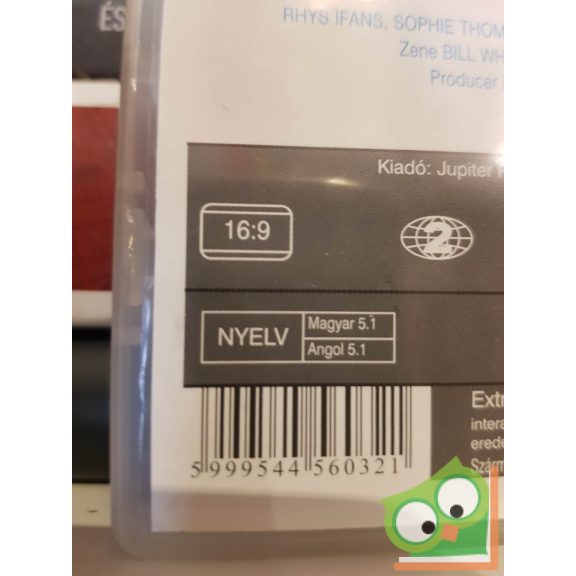 ÉS
RHYS IFANS, SOPHIE THOM
Zene BILL WH
Producer
Kiadó: Jupiter
16:9
2
NYELV
Magyar 5.1
Angol 5.1
Extr
intera
erede
Szárm
5 999544 560321